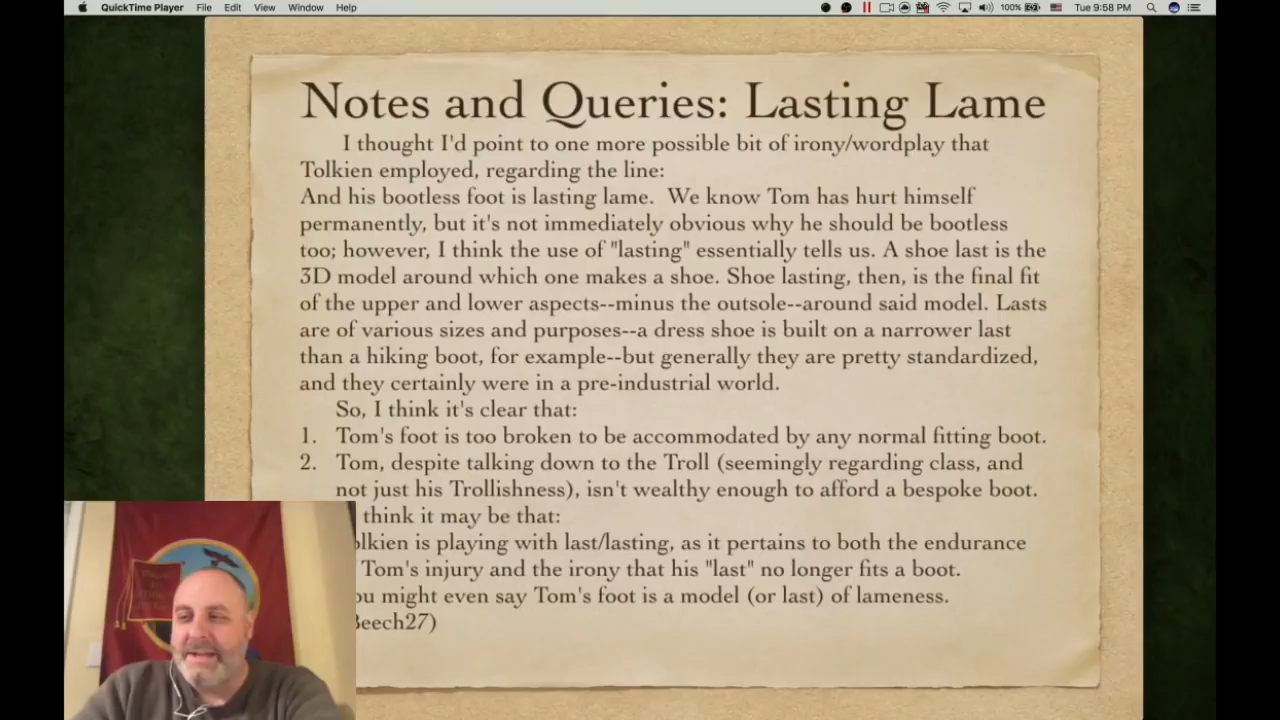 QuickTime Player File Edit View Window Help 100% Tue 9:58 PM
Notes and Queries: Lasting Lame
I thought I'd point to one more possible bit of irony/wordplay that
Tolkien employed, regarding the line:
And his bootless foot is lasting lame. We know Tom has hurt himself
permanently, but it's not immediately obvious why he should be bootless
too; however, I think the use of "lasting" essentially tells us. A shoe last is the
3D model around which one makes a shoe. Shoe lasting, then, is the final fit
of the upper and lower aspects--minus the outsole--around said model. Lasts
are of various sizes and purposes--a dress shoe is built on a narrower last
than a hiking boot, for example--but generally they are pretty standardized,
and they certainly were in a pre-industrial world.
So, I think it's clear that:
1. Tom's foot is too broken to be accommodated by any normal fitting boot.
2. Tom, despite talking down to the Troll (seemingly regarding class, and
not just his Trollishness), isn't wealthy enough to afford a bespoke boot.
think it may be that:
olkien is playing with last/lasting, as it pertains to both the endurance
Tom's injury and the irony that his "last" no longer fits a boot.
ou might even say Tom's foot is a model (or last) of lameness.
Beech27)